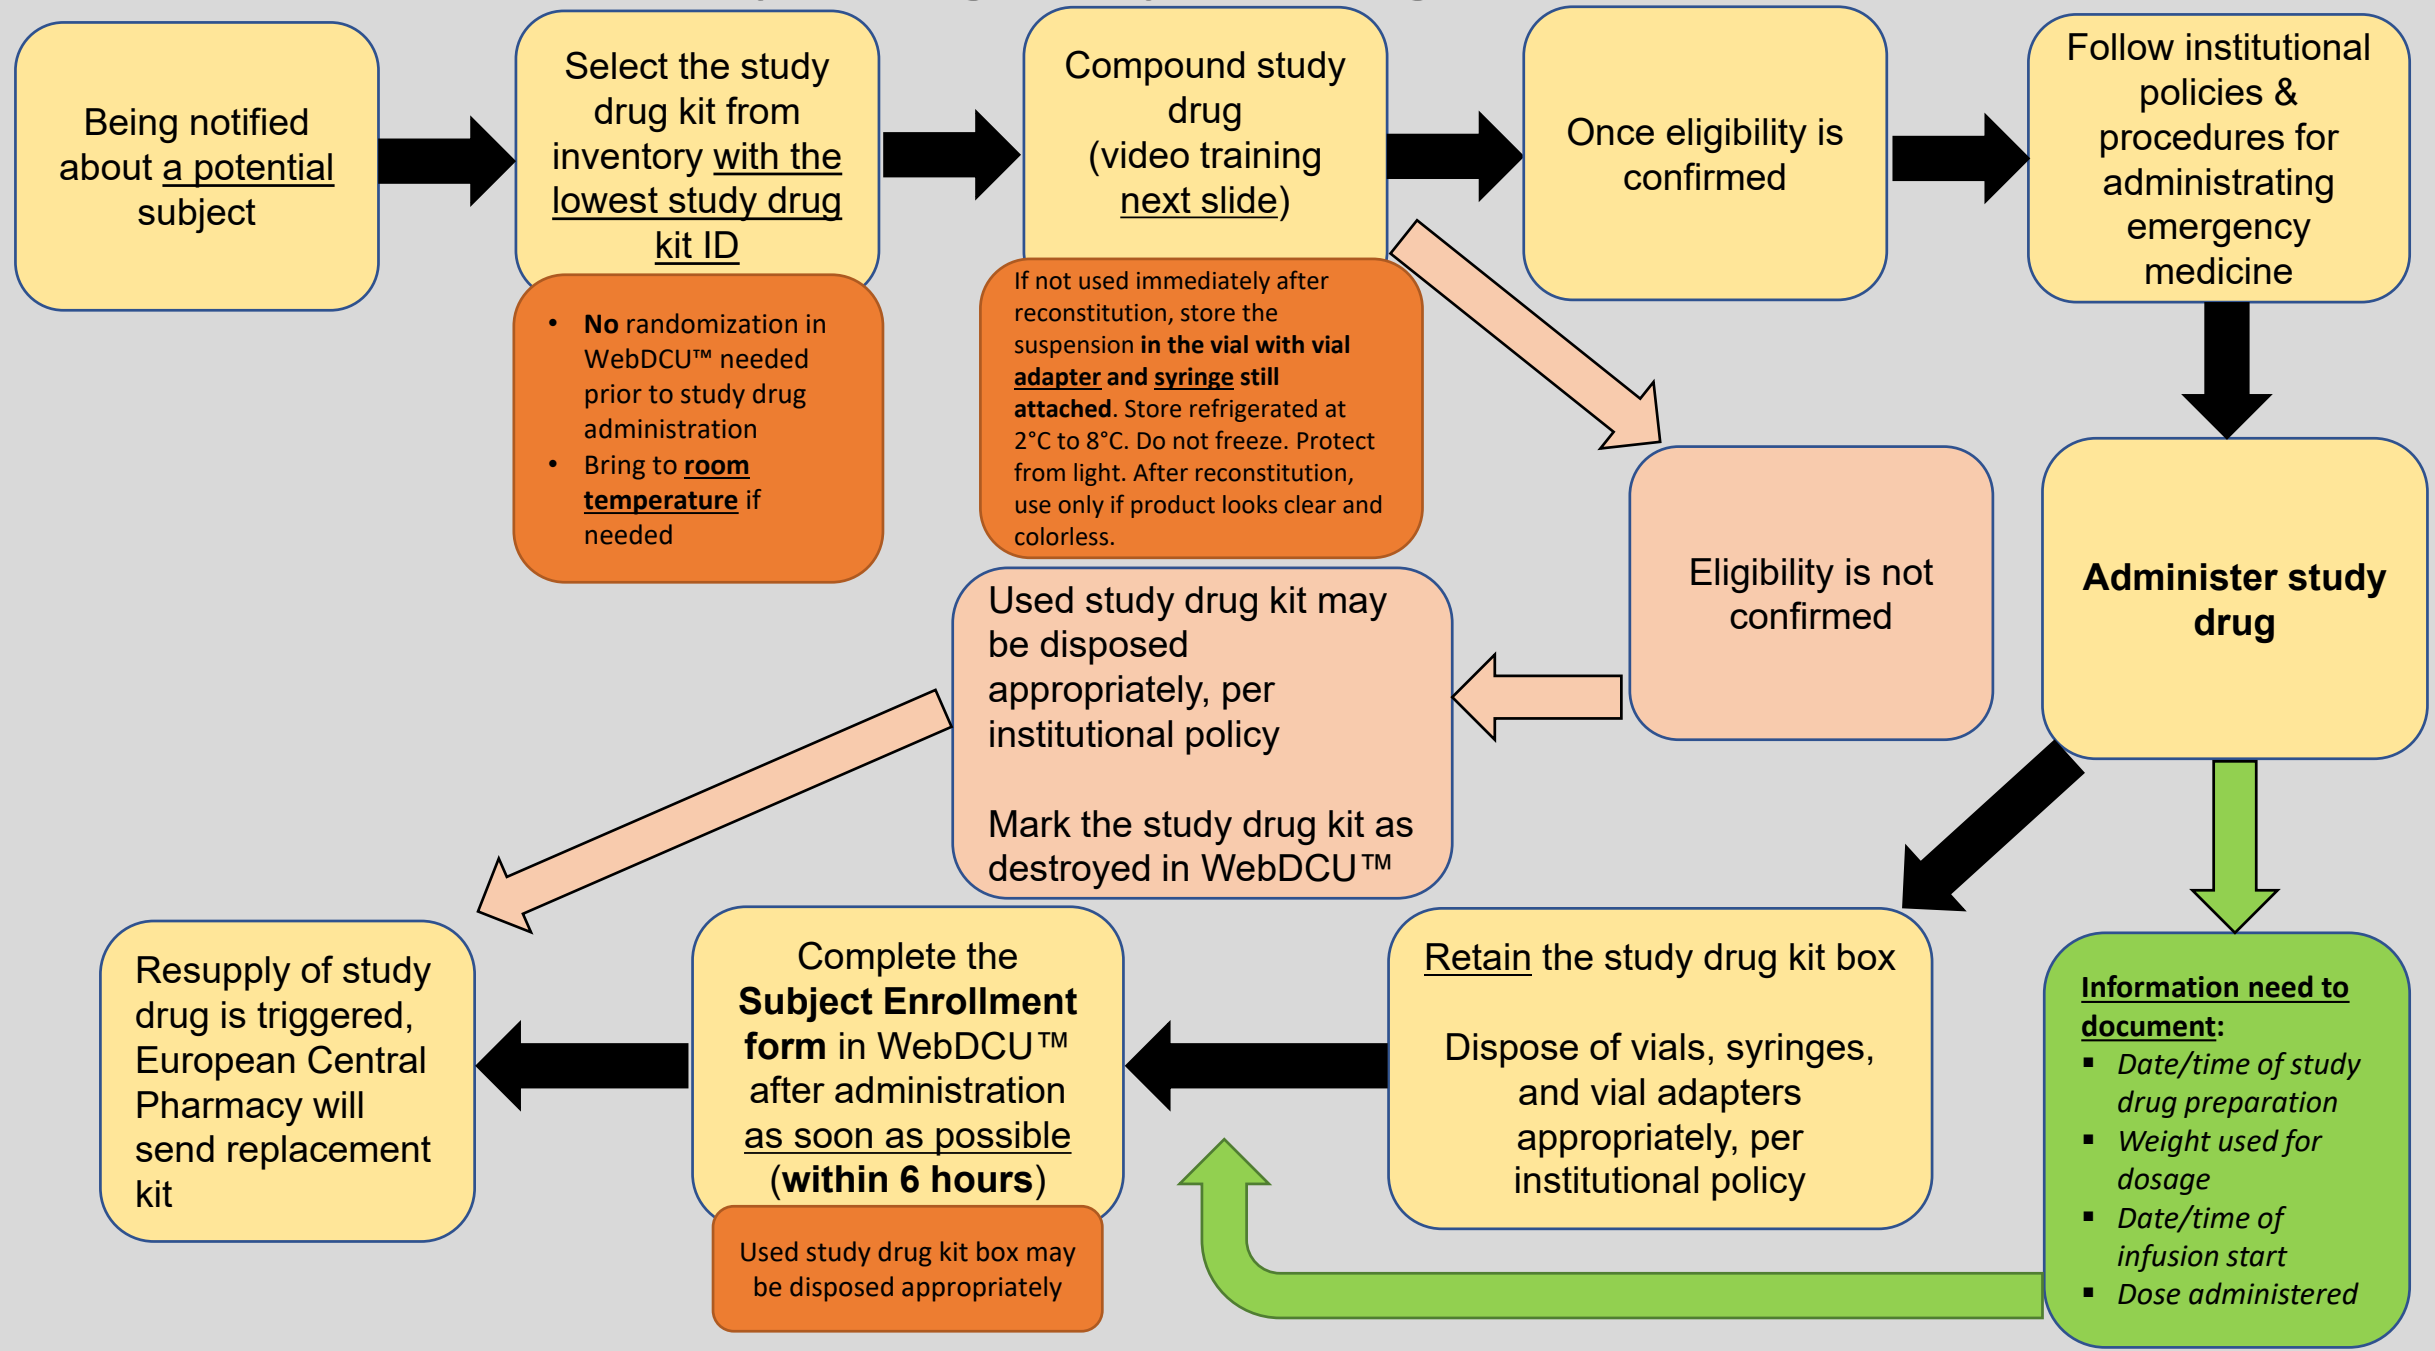 Being notified
about a potential
subject
Select the study
drug kit from
inventory with the
lowest study drug
kit ID
• No randomization in
WebDCU™ needed
prior to study drug
administration
• Bring to room
temperature if
needed
Compound study
drug
(video training
next slide)
If not used immediately after
reconstitution, store the
suspension in the vial with vial
adapter and syringe still
attached. Store refrigerated at
2°C to 8°C. Do not freeze. Protect
from light. After reconstitution,
use only if product looks clear and
colorless.
Once eligibility is
confirmed
Follow institutional
policies &
procedures for
administrating
emergency
medicine
Eligibility is not
confirmed
Administer study
drug
Used study drug kit may
be disposed
appropriately, per
institutional policy
Mark the study drug kit as
destroyed in WebDCU™
Resupply of study
drug is triggered,
European Central
Pharmacy will
send replacement
kit
Complete the
Subject Enrollment
form in WebDCU™
after administration
as soon as possible
(within 6 hours)
Used study drug kit box may
be disposed appropriately
Retain the study drug kit box
Dispose of vials, syringes,
and vial adapters
appropriately, per
institutional policy
Information need to
document:
▪ Date/time of study
drug preparation
▪ Weight used for
dosage
▪ Date/time of
infusion start
▪ Dose administered